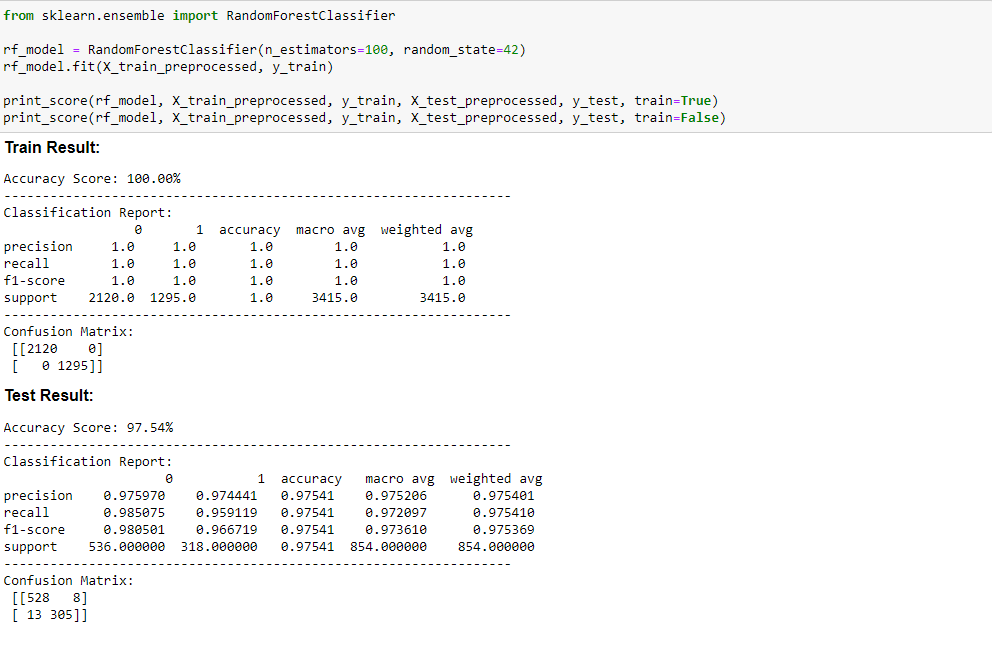 from sklearn.ensemble import RandomForestClassifier
rf_model = RandomForestClassifier(n_estimators=100, random_state=42)
rf_model.fit(X_train_preprocessed, y_train)
print_score(rf_model, X_train_preprocessed, y_train, X_test_preprocessed, y_test, train=True)
print_score(rf_model, X_train_preprocessed, y_train, X_test_preprocessed, y_test, train=False)
Train Result:
Accuracy Score: 100.00%
------------------------------------------------------------------
Classification Report:
0 1 accuracy macro avg weighted avg
precision 1.0 1.0 1.0 1.0 1.0
recall 1.0 1.0 1.0 1.0 1.0
f1-score 1.0 1.0 1.0 1.0 1.0
support 2120.0 1295.0 1.0 3415.0 3415.0
------------------------------------------------------------------
Confusion Matrix:
[[2120 0]
[ 0 1295]]
Test Result:
Accuracy Score: 97.54%
------------------------------------------------------------------
Classification Report:
0 1 accuracy macro avg weighted avg
precision 0.975970 0.974441 0.97541 0.975206 0.975401
recall 0.985075 0.959119 0.97541 0.972097 0.975410
f1-score 0.980501 0.966719 0.97541 0.973610 0.975369
support 536.000000 318.000000 0.97541 854.000000 854.000000
------------------------------------------------------------------
Confusion Matrix:
[[528 8]
[ 13 305]]